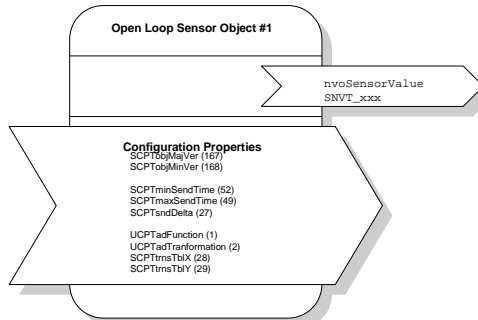 Open Loop Sensor Object #1
nvoSensorValue
SNVT_xxx
Configuration Properties
SCPTobjMajVer (167)
SCPTobjMinVer (168)
SCPTminSendTime (52)
SCPTmaxSendTime (49)
SCPTsndDelta (27)
UCPTadFunction (1)
UCPTadTranformation (2)
SCPTtrnsTblX (28)
SCPTtrnsTblY (29)